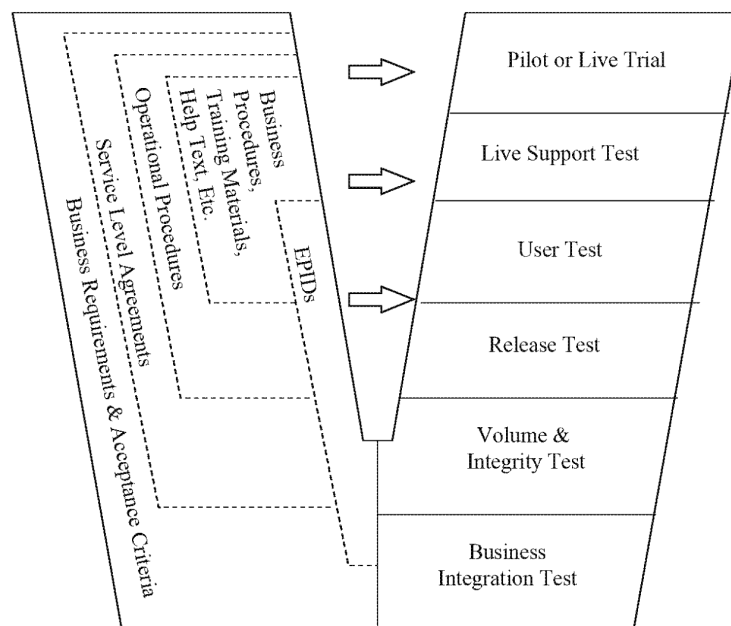 Business Requirements & Acceptance Criteria
Service Level Agreements
Operational Procedures
Business
Procedures,
Training Materials,
Help Text, Etc.
EPIDs
Pilot or Live Trial
Live Support Test
User Test
Release Test
Volume &
Integrity Test
Business
Integration Test